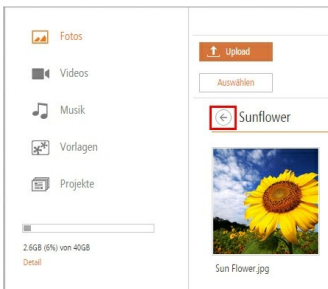 Fotos
Videos
Musik
Vorlagen
Projekte
2.6GB (6%) von 40GB
Detail
Upload
Auswählen
Sunflower
Sun Flower.jpg